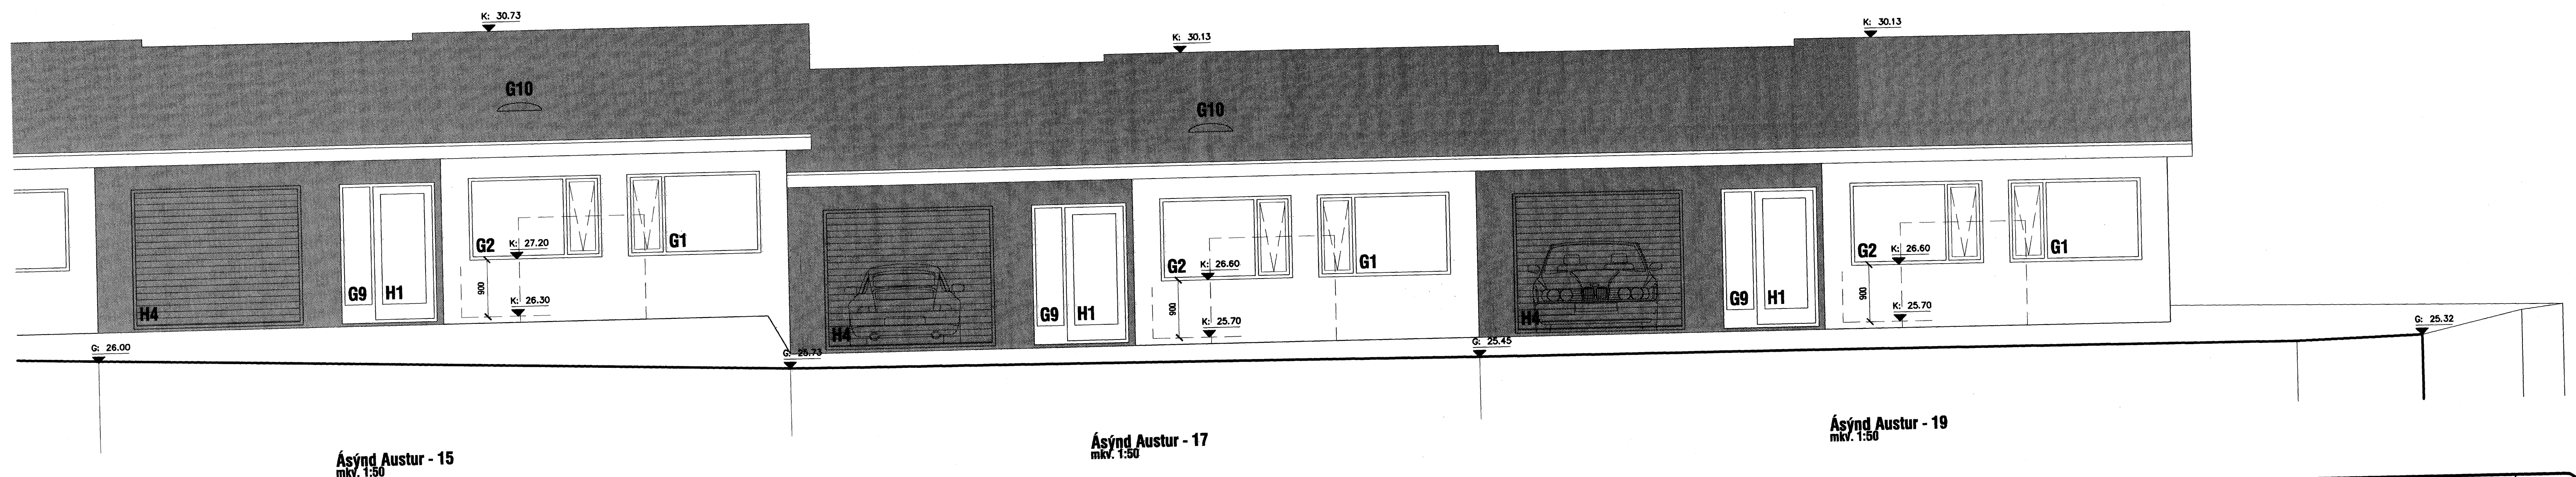 K: 30.73
G10
G2
K: 27.20
G1
900
K: 26.30
H4
G9
H1
G: 26.00
Ásýnd Austur - 15
mkv. 1:50
K: 30.13
G10
G2
K: 26.60
G1
900
K: 25.70
H4
G9
H1
G: 25.73
Ásýnd Austur - 17
mkv. 1:50
K: 30.13
G2
K: 26.60
G1
900
K: 25.70
H4
G9
H1
G: 25.45
G: 25.32
Ásýnd Austur - 19
mkv. 1:50